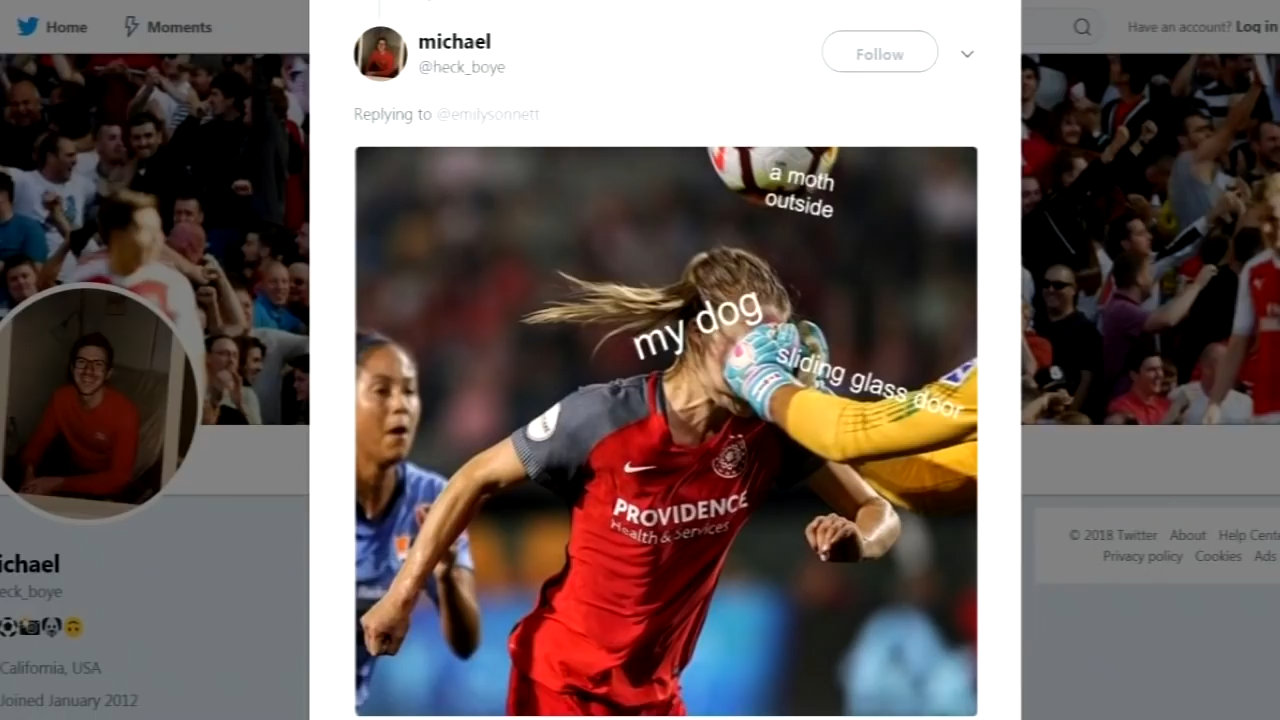 Home
Moments
Have an account? Log in
michael
@heck_boye
Follow
Replying to @emilysonnett
a moth
outside
my dog
sliding glass door
PROVIDENCE
Health & Services
ichael
eck_boye
California, USA
Joined January 2012
© 2018 Twitter About Help Cente
Privacy policy Cookies Ads